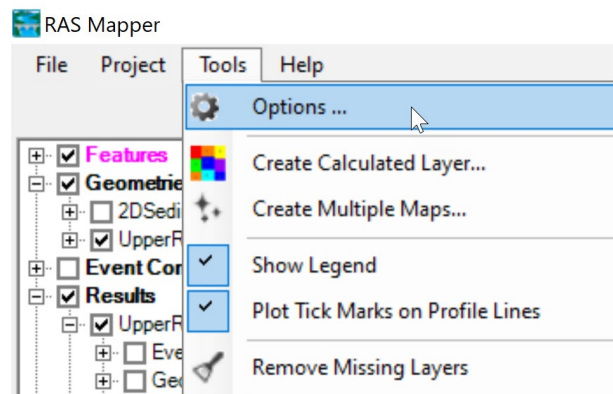 RAS Mapper
File Project Tools Help
Options ...
Features
Create Calculated Layer...
Geometrie
2DSedi
Create Multiple Maps...
UpperR
Event Cor
Show Legend
Results
Plot Tick Marks on Profile Lines
UpperR
Eve
Remove Missing Layers
Geo